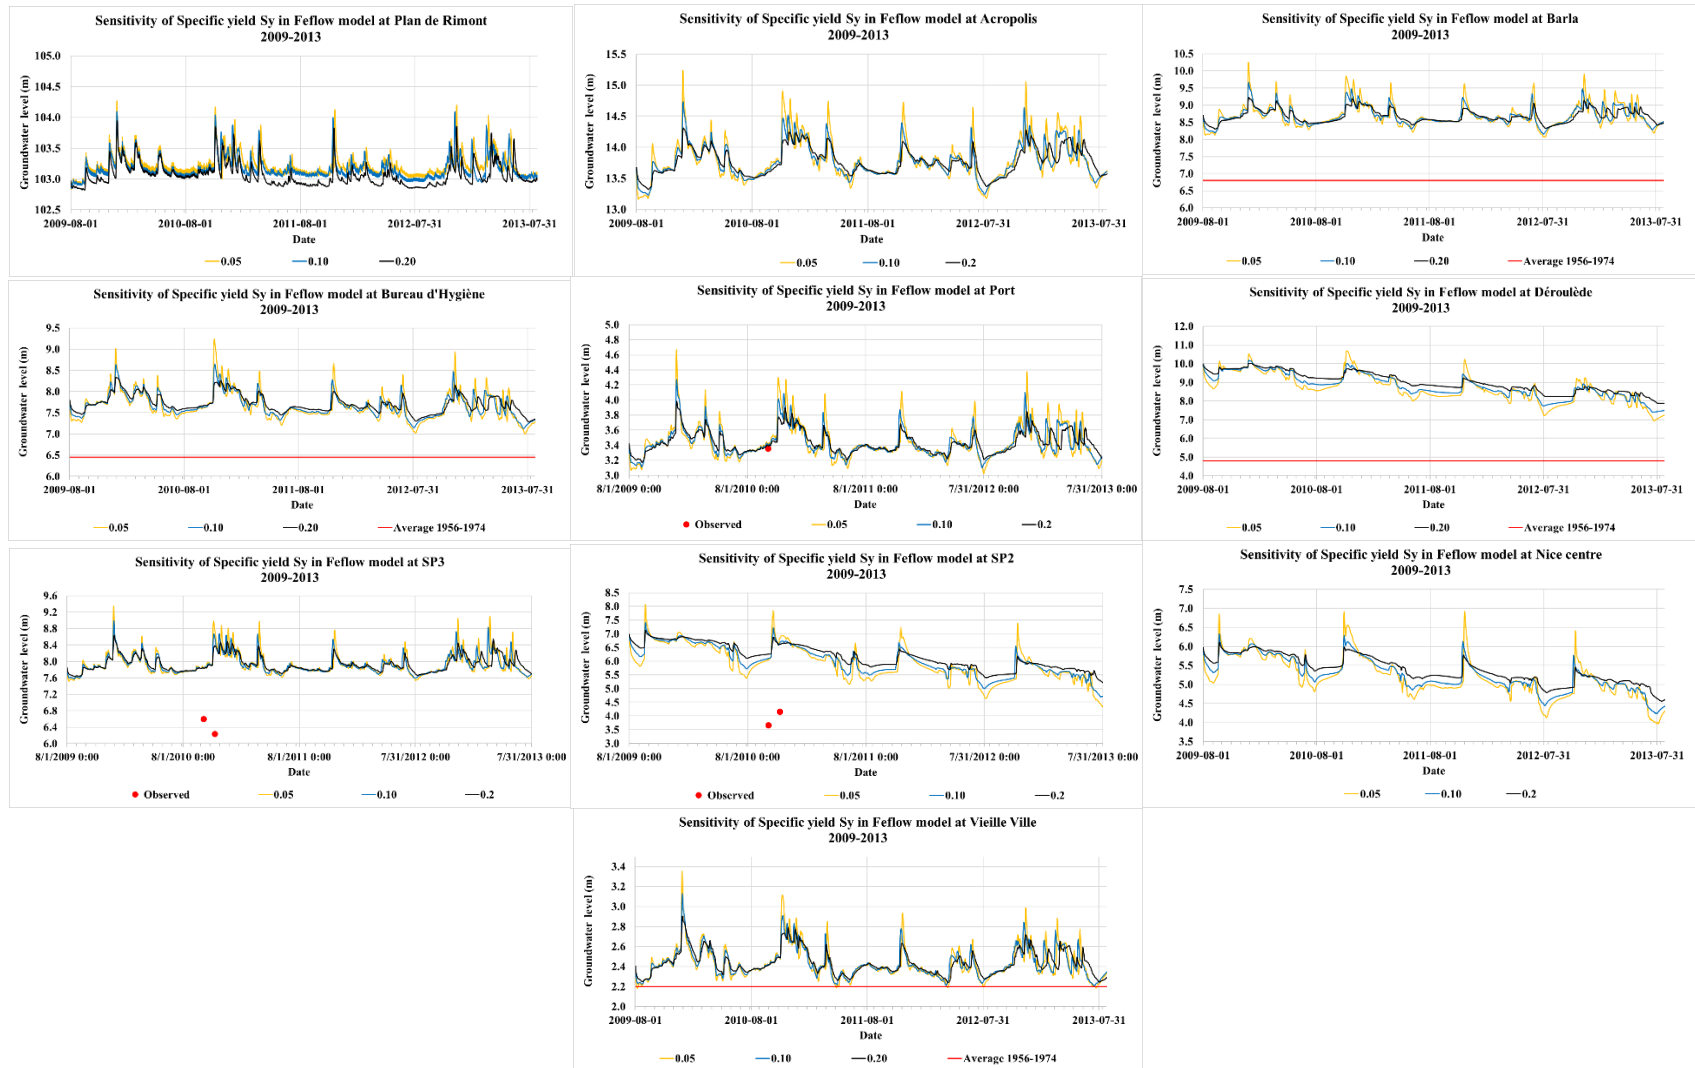 Sensitivity of Specific yield Sy in Feflow model at Plan de Rimont
2009-2013
Groundwater level (m)
105.0
104.5
104.0
103.5
103.0
102.5
2009-08-01 2010-08-01 2011-08-01 2012-07-31 2013-07-31
Date
0.05 0.10 0.20
Sensitivity of Specific yield Sy in Feflow model at Acropolis
2009-2013
Groundwater level (m)
15.5
15.0
14.5
14.0
13.5
13.0
2009-08-01 2010-08-01 2011-08-01 2012-07-31 2013-07-31
Date
0.05 0.10 0.2
Sensitivity of Specific yield Sy in Feflow model at Barla
2009-2013
Groundwater level (m)
10.5
10.0
9.5
9.0
8.5
8.0
7.5
7.0
6.5
6.0
2009-08-01 2010-08-01 2011-08-01 2012-07-31 2013-07-31
Date
0.05 0.10 0.20 Average 1956-1974
Sensitivity of Specific yield Sy in Feflow model at Bureau d'Hygiène
2009-2013
Groundwater level (m)
9.5
9.0
8.5
8.0
7.5
7.0
6.5
6.0
2009-08-01 2010-08-01 2011-08-01 2012-07-31 2013-07-31
Date
0.05 0.10 0.20 Average 1956-1974
Sensitivity of Specific yield Sy in Feflow model at Port
2009-2013
Groundwater level (m)
5.0
4.6
4.4
4.2
4.0
3.8
3.6
3.4
3.2
3.0
8/1/2009 0:00 8/1/2010 0:00 8/1/2011 0:00 7/31/2012 0:00 7/31/2013 0:00
Date
Observed 0.05 0.10 0.2
Sensitivity of Specific yield Sy in Feflow model at Déroulède
2009-2013
Groundwater level (m)
12.0
11.0
10.0
9.0
8.0
7.0
6.0
5.0
4.0
2009-08-01 2010-08-01 2011-08-01 2012-07-31 2013-07-31
Date
0.05 0.10 0.20 Average 1956-1974
Sensitivity of Specific yield Sy in Feflow model at SP3
2009-2013
Groundwater level (m)
9.6
9.2
8.8
8.4
8.0
7.6
7.2
6.8
6.4
6.0
8/1/2009 0:00 8/1/2010 0:00 8/1/2011 0:00 7/31/2012 0:00 7/31/2013 0:00
Date
Observed 0.05 0.10 0.2
Sensitivity of Specific yield Sy in Feflow model at SP2
2009-2013
Groundwater level (m)
8.5
8.0
7.5
7.0
6.5
6.0
5.5
5.0
4.5
4.0
3.5
3.0
8/1/2009 0:00 8/1/2010 0:00 8/1/2011 0:00 7/31/2012 0:00 7/31/2013 0:00
Date
Observed 0.05 0.10 0.2
Sensitivity of Specific yield Sy in Feflow model at Nice centre
2009-2013
Groundwater level (m)
7.5
7.0
6.5
6.0
5.5
5.0
4.5
4.0
3.5
2009-08-01 2010-08-01 2011-08-01 2012-07-31 2013-07-31
Date
0.05 0.10 0.2
Sensitivity of Specific yield Sy in Feflow model at Vieille Ville
2009-2013
Groundwater level (m)
3.4
3.2
3.0
2.8
2.6
2.4
2.2
2.0
2009-08-01 2010-08-01 2011-08-01 2012-07-31 2013-07-31
Date
0.05 0.10 0.20 Average 1956-1974